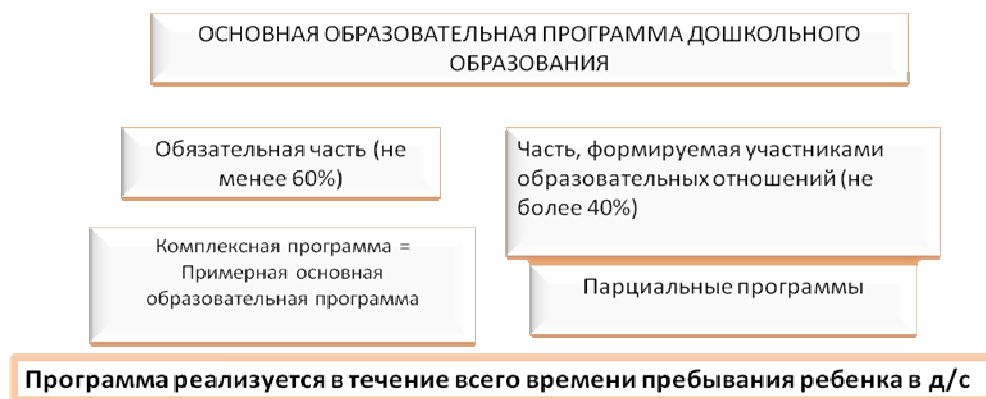 ОСНОВНАЯ ОБРАЗОВАТЕЛЬНАЯ ПРОГРАММА ДОШКОЛЬНОГО
ОБРАЗОВАНИЯ
Обязательная часть (не
менее 60%)
Часть, формируемая участниками
образовательных отношений (не
более 40%)
Комплексная программа =
Примерная основная
образовательная программа
Парциальные программы
Программа реализуется в течение всего времени пребывания ребенка в д/с